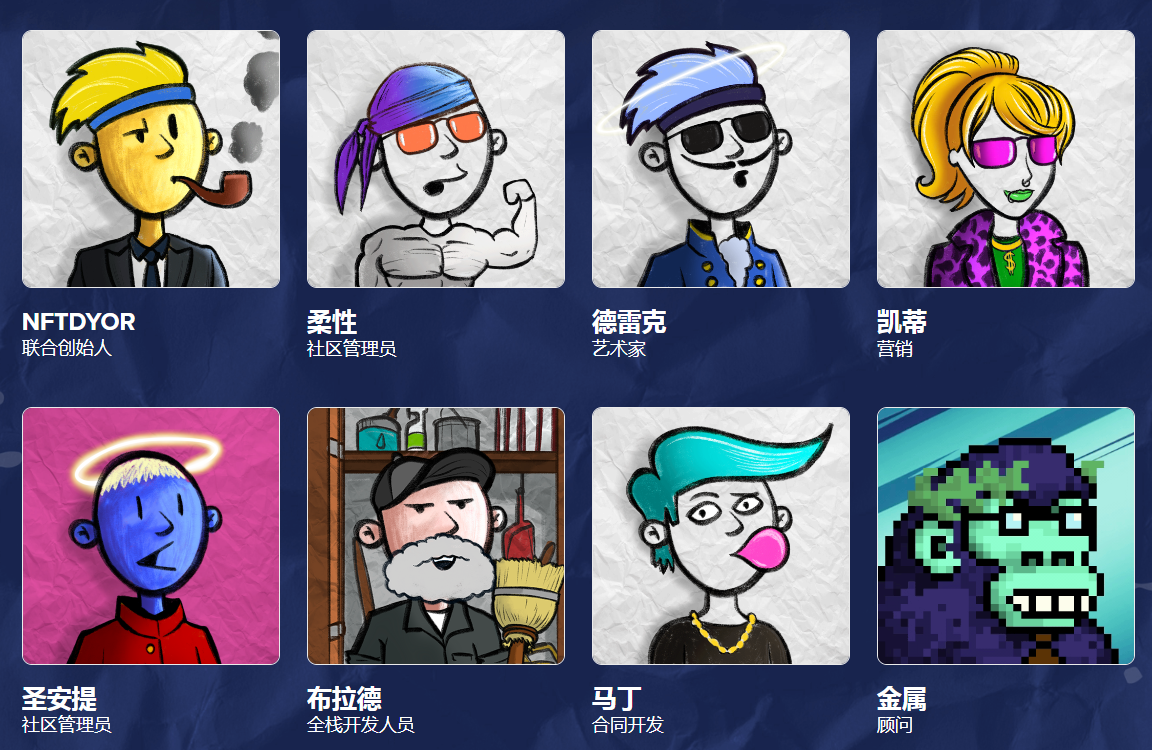 NFTDYOR
联合创始人
柔性
社区管理员
德雷克
艺术家
凯蒂
营销
圣安提
社区管理员
布拉德
全栈开发人员
马丁
合同开发
金属
顾问